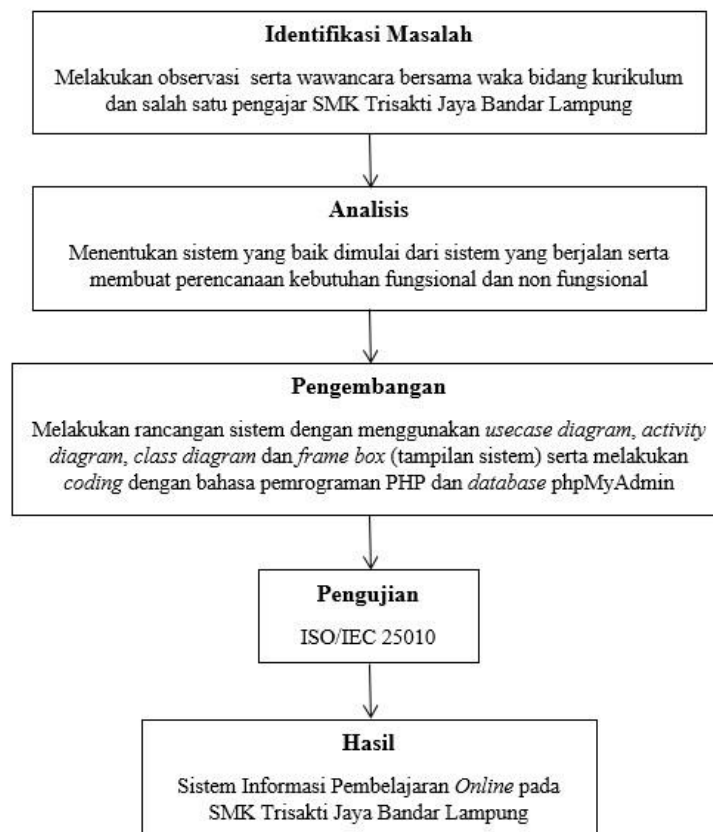 Identifikasi Masalah
Melakukan observasi serta wawancara bersama waka bidang kurikulum
dan salah satu pengajar SMK Trisakti Jaya Bandar Lampung
Analisis
Menentukan sistem yang baik dimulai dari sistem yang berjalan serta
membuat perencanaan kebutuhan fungsional dan non fungsional
Pengembangan
Melakukan rancangan sistem dengan menggunakan usecase diagram, activity
diagram, class diagram dan frame box (tampilan sistem) serta melakukan
coding dengan bahasa pemrograman PHP dan database phpMyAdmin
Pengujian
ISO/IEC 25010
Hasil
Sistem Informasi Pembelajaran Online pada
SMK Trisakti Jaya Bandar Lampung